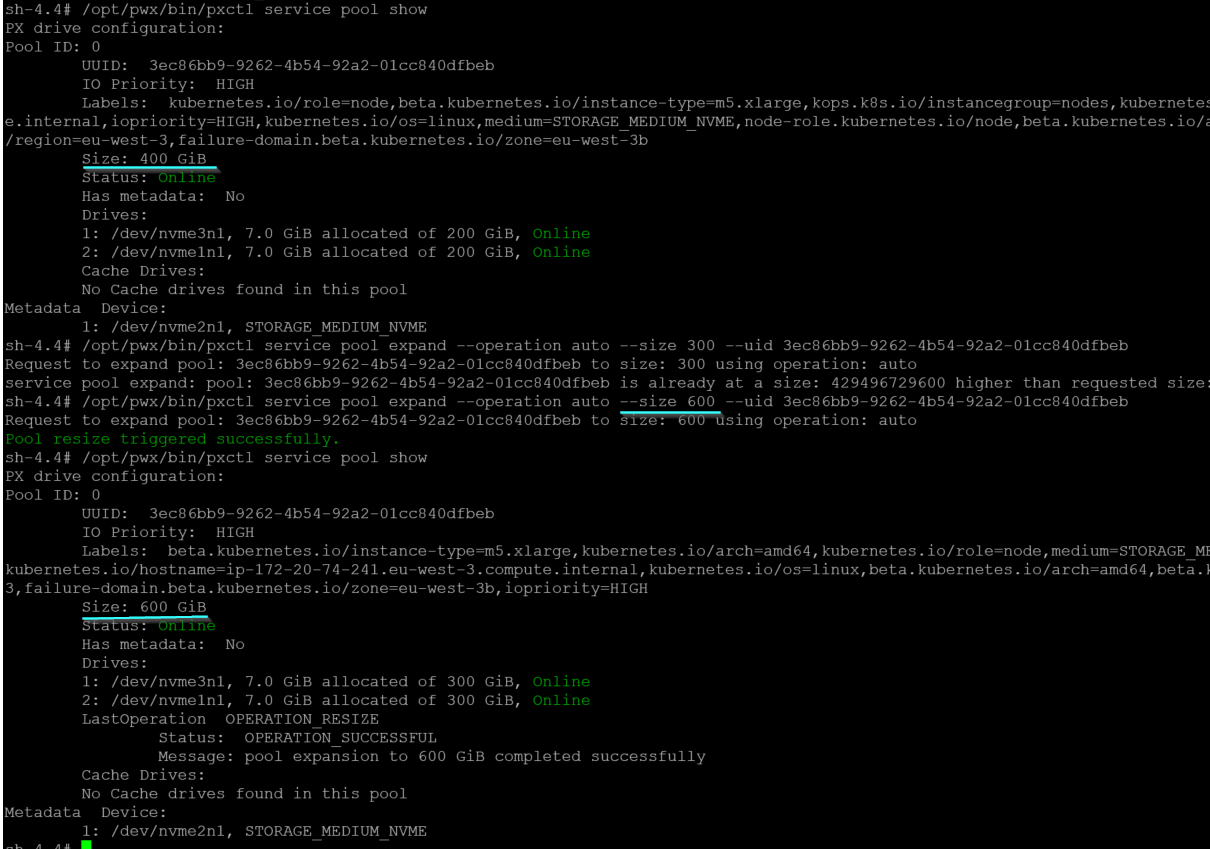 sh-4.4# /opt/pwx/bin/pxctl service pool show
PX drive configuration:
Pool ID: 0
UUID:  3ec86bb9-9262-4b54-92a2-01cc840dfbeb
IO Priority:  HIGH
Labels:  kubernetes.io/role=node,beta.kubernetes.io/instance-type=m5.xlarge,kops.k8s.io/instancegroup=nodes,kubernetes
e.internal,iopriority=HIGH,kubernetes.io/os=linux,medium=STORAGE_MEDIUM_NVME,node-role.kubernetes.io/node,beta.kubernetes.io/a
/region=eu-west-3,failure-domain.beta.kubernetes.io/zone=eu-west-3b
Size: 400 GiB
Status: Online
Has metadata:  No
Drives:
1: /dev/nvme3n1, 7.0 GiB allocated of 200 GiB, Online
2: /dev/nvme1n1, 7.0 GiB allocated of 200 GiB, Online
Cache Drives:
No Cache drives found in this pool
Metadata  Device:
1: /dev/nvme2n1, STORAGE_MEDIUM_NVME
sh-4.4# /opt/pwx/bin/pxctl service pool expand --operation auto --size 300 --uid 3ec86bb9-9262-4b54-92a2-01cc840dfbeb
Request to expand pool: 3ec86bb9-9262-4b54-92a2-01cc840dfbeb to size: 300 using operation: auto
service pool expand: pool: 3ec86bb9-9262-4b54-92a2-01cc840dfbeb is already at a size: 429496729600 higher than requested size:
sh-4.4# /opt/pwx/bin/pxctl service pool expand --operation auto --size 600 --uid 3ec86bb9-9262-4b54-92a2-01cc840dfbeb
Request to expand pool: 3ec86bb9-9262-4b54-92a2-01cc840dfbeb to size: 600 using operation: auto
Pool resize triggered successfully.
sh-4.4# /opt/pwx/bin/pxctl service pool show
PX drive configuration:
Pool ID: 0
UUID:  3ec86bb9-9262-4b54-92a2-01cc840dfbeb
IO Priority:  HIGH
Labels:  beta.kubernetes.io/instance-type=m5.xlarge,kubernetes.io/arch=amd64,kubernetes.io/role=node,medium=STORAGE_ME
kubernetes.io/hostname=ip-172-20-74-241.eu-west-3.compute.internal,kubernetes.io/os=linux,beta.kubernetes.io/arch=amd64,beta.k
3,failure-domain.beta.kubernetes.io/zone=eu-west-3b,iopriority=HIGH
Size: 600 GiB
Status: Online
Has metadata:  No
Drives:
1: /dev/nvme3n1, 7.0 GiB allocated of 300 GiB, Online
2: /dev/nvme1n1, 7.0 GiB allocated of 300 GiB, Online
LastOperation  OPERATION_RESIZE
Status:  OPERATION_SUCCESSFUL
Message: pool expansion to 600 GiB completed successfully
Cache Drives:
No Cache drives found in this pool
Metadata  Device:
1: /dev/nvme2n1, STORAGE_MEDIUM_NVME
sh-4.4#